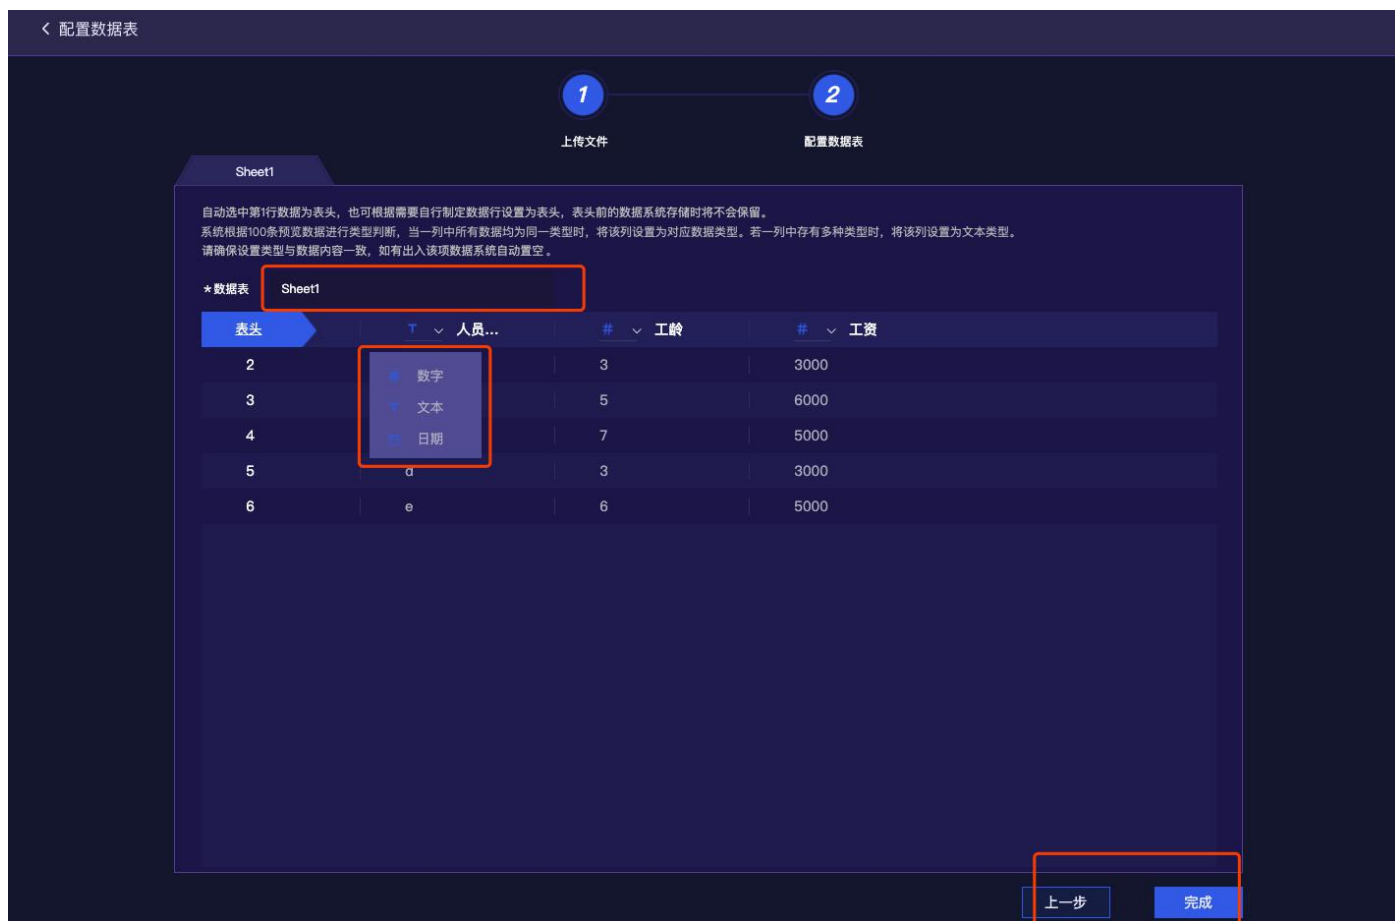 配置数据表
1
2
上传文件
配置数据表
Sheet1
自动选中第1行数据为表头，也可根据需要自行制定数据行设置为表头，表头前的数据系统存储时将不会保留。
系统根据100条预览数据进行类型判断，当一列中所有数据均为同一类型时，将该列设置为对应数据类型。若一列中存有多种类型时，将该列设置为文本类型。
请确保设置类型与数据内容一致，如有出入该项数据系统自动置空。
*数据表 Sheet1
表头 T 人员... # 工龄 # 工资
2 3 3000
# 数字
3 5 6000
文本
4 7 5000
日期
5 d 3 3000
6 e 6 5000
上一步 完成